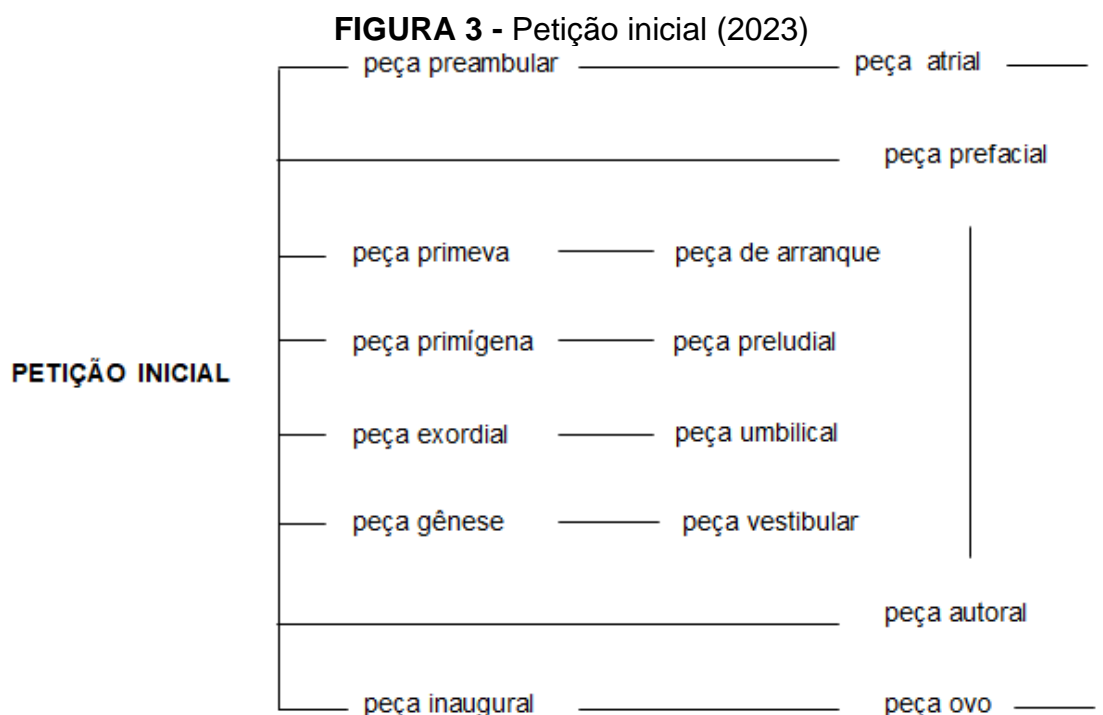 FIGURA 3 - Petição inicial (2023)
peça preambular peça atrial
peça prefacial
peça primeva peça de arranque
peça primígena peça preludial
PETIÇÃO INICIAL
peça exordial peça umbilical
peça gênese peça vestibular
peça autoral
peça inaugural peça ovo